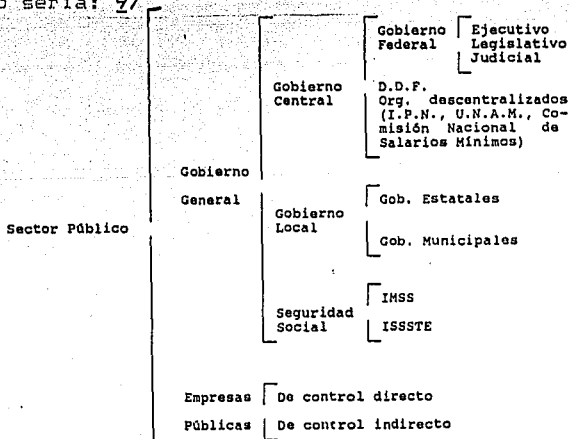 o sería: 9/
Gobierno Federal
Ejecutivo
Legislativo
Judicial
Gobierno Central
D.D.F.
Org. descentralizados
(I.P.N., U.N.A.M., Co-
misión Nacional de
Salarios Mínimos)
Gobierno
General
Gobierno
Local
Gob. Estatales
Gob. Municipales
Sector Público
Seguridad
Social
IMSS
ISSSTE
Empresas
Públicas
De control directo
De control indirecto